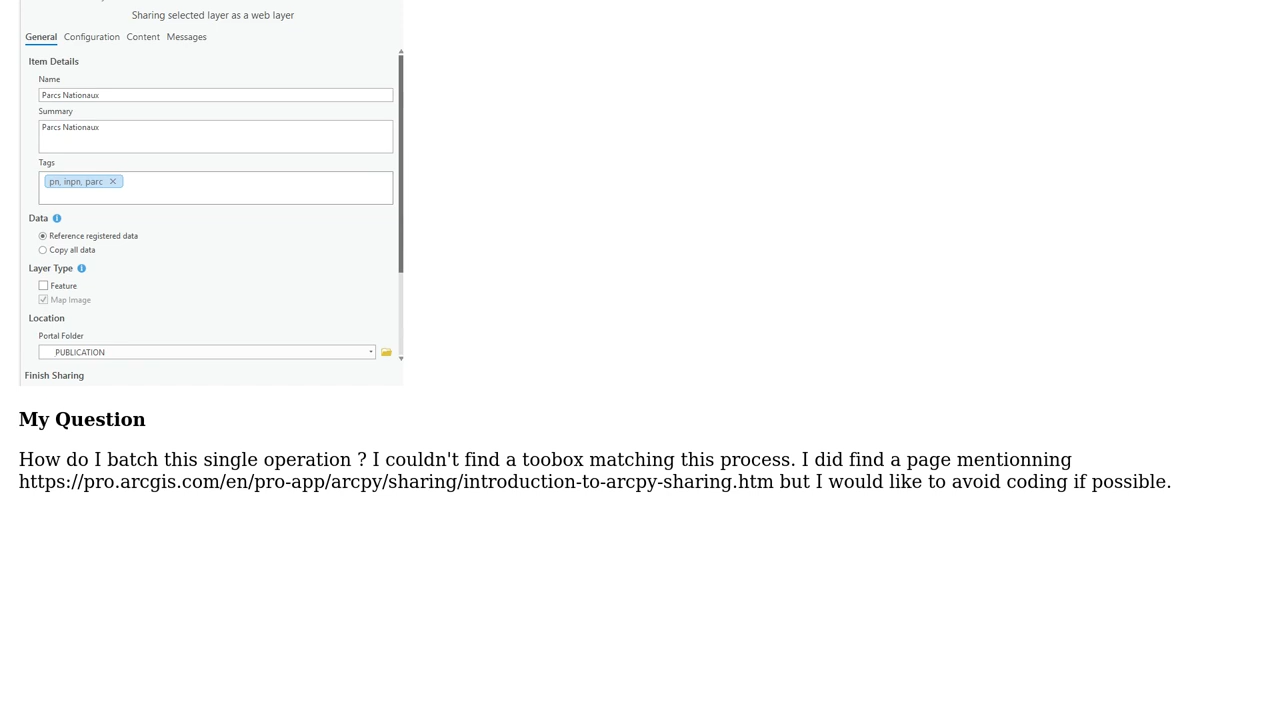 Sharing selected layer as a web layer
General Configuration Content Messages
Item Details
Name
Parcs Nationaux
Summary
Parcs Nationaux
Tags
pn, inpn, parc
Data
Reference registered data
Copy all data
Layer Type
Feature
Map Image
Location
Portal Folder
PUBLICATION
Finish Sharing
My Question
How do I batch this single operation ? I couldn't find a toobox matching this process. I did find a page mentionning
https://pro.arcgis.com/en/pro-app/arcpy/sharing/introduction-to-arcpy-sharing.htm but I would like to avoid coding if possible.